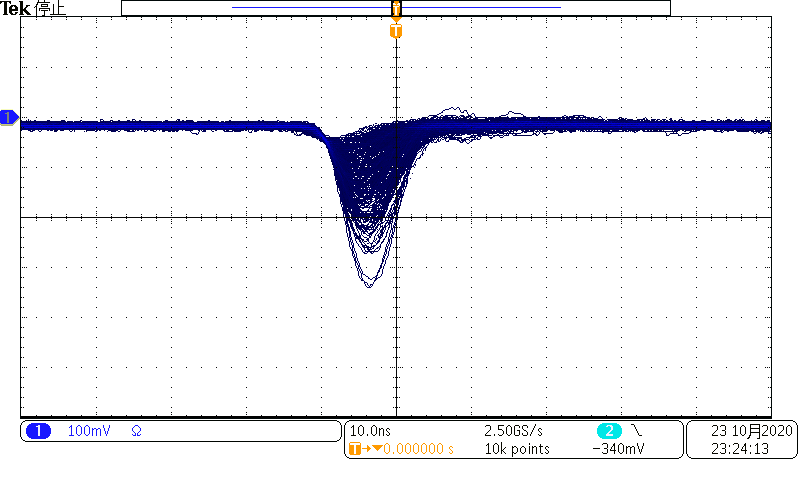 Tek 停止
T
T
1
1 100mV Ω
10.0ns 2.50GS/s 2
T→▼0.000000 s 10k points −340mV
23 10月2020
23:24:13